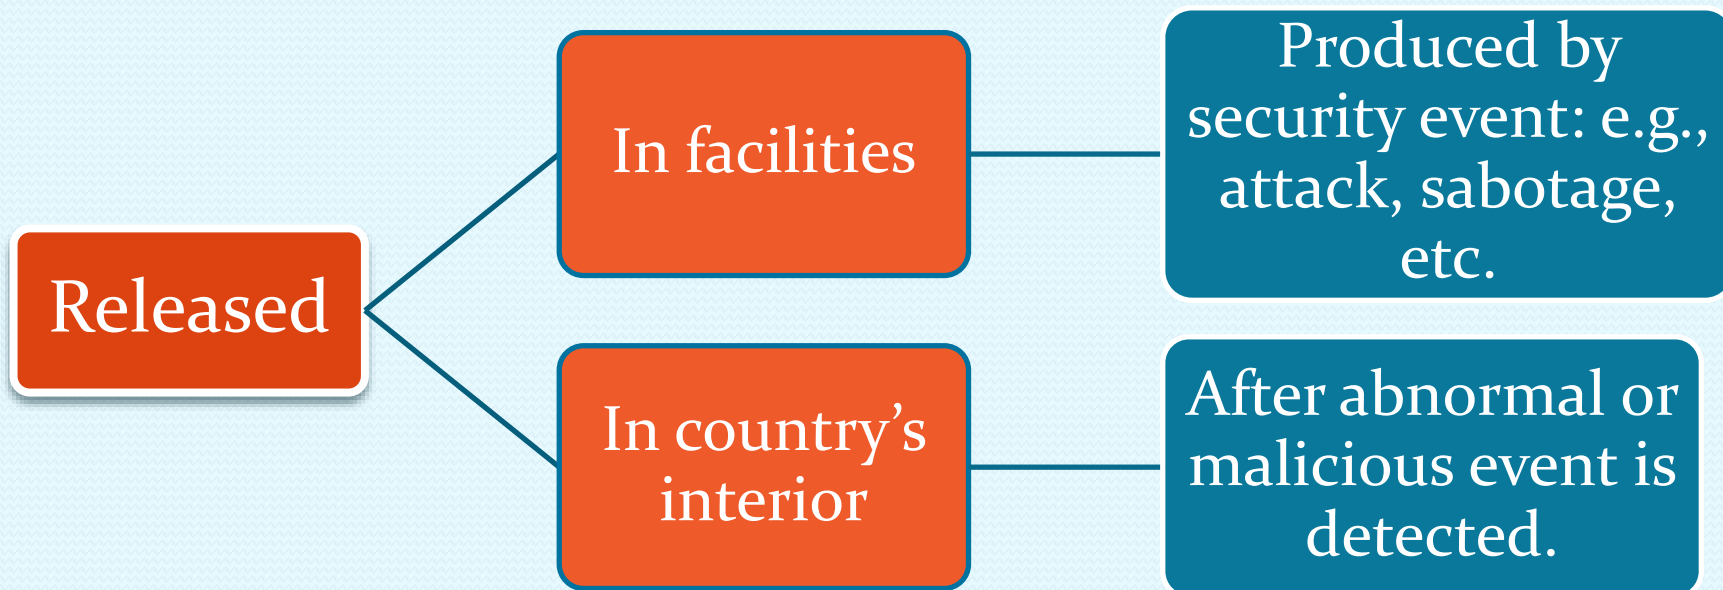 Released
In facilities
Produced by
security event: e.g.,
attack, sabotage,
etc.
In country’s
interior
After abnormal or
malicious event is
detected.